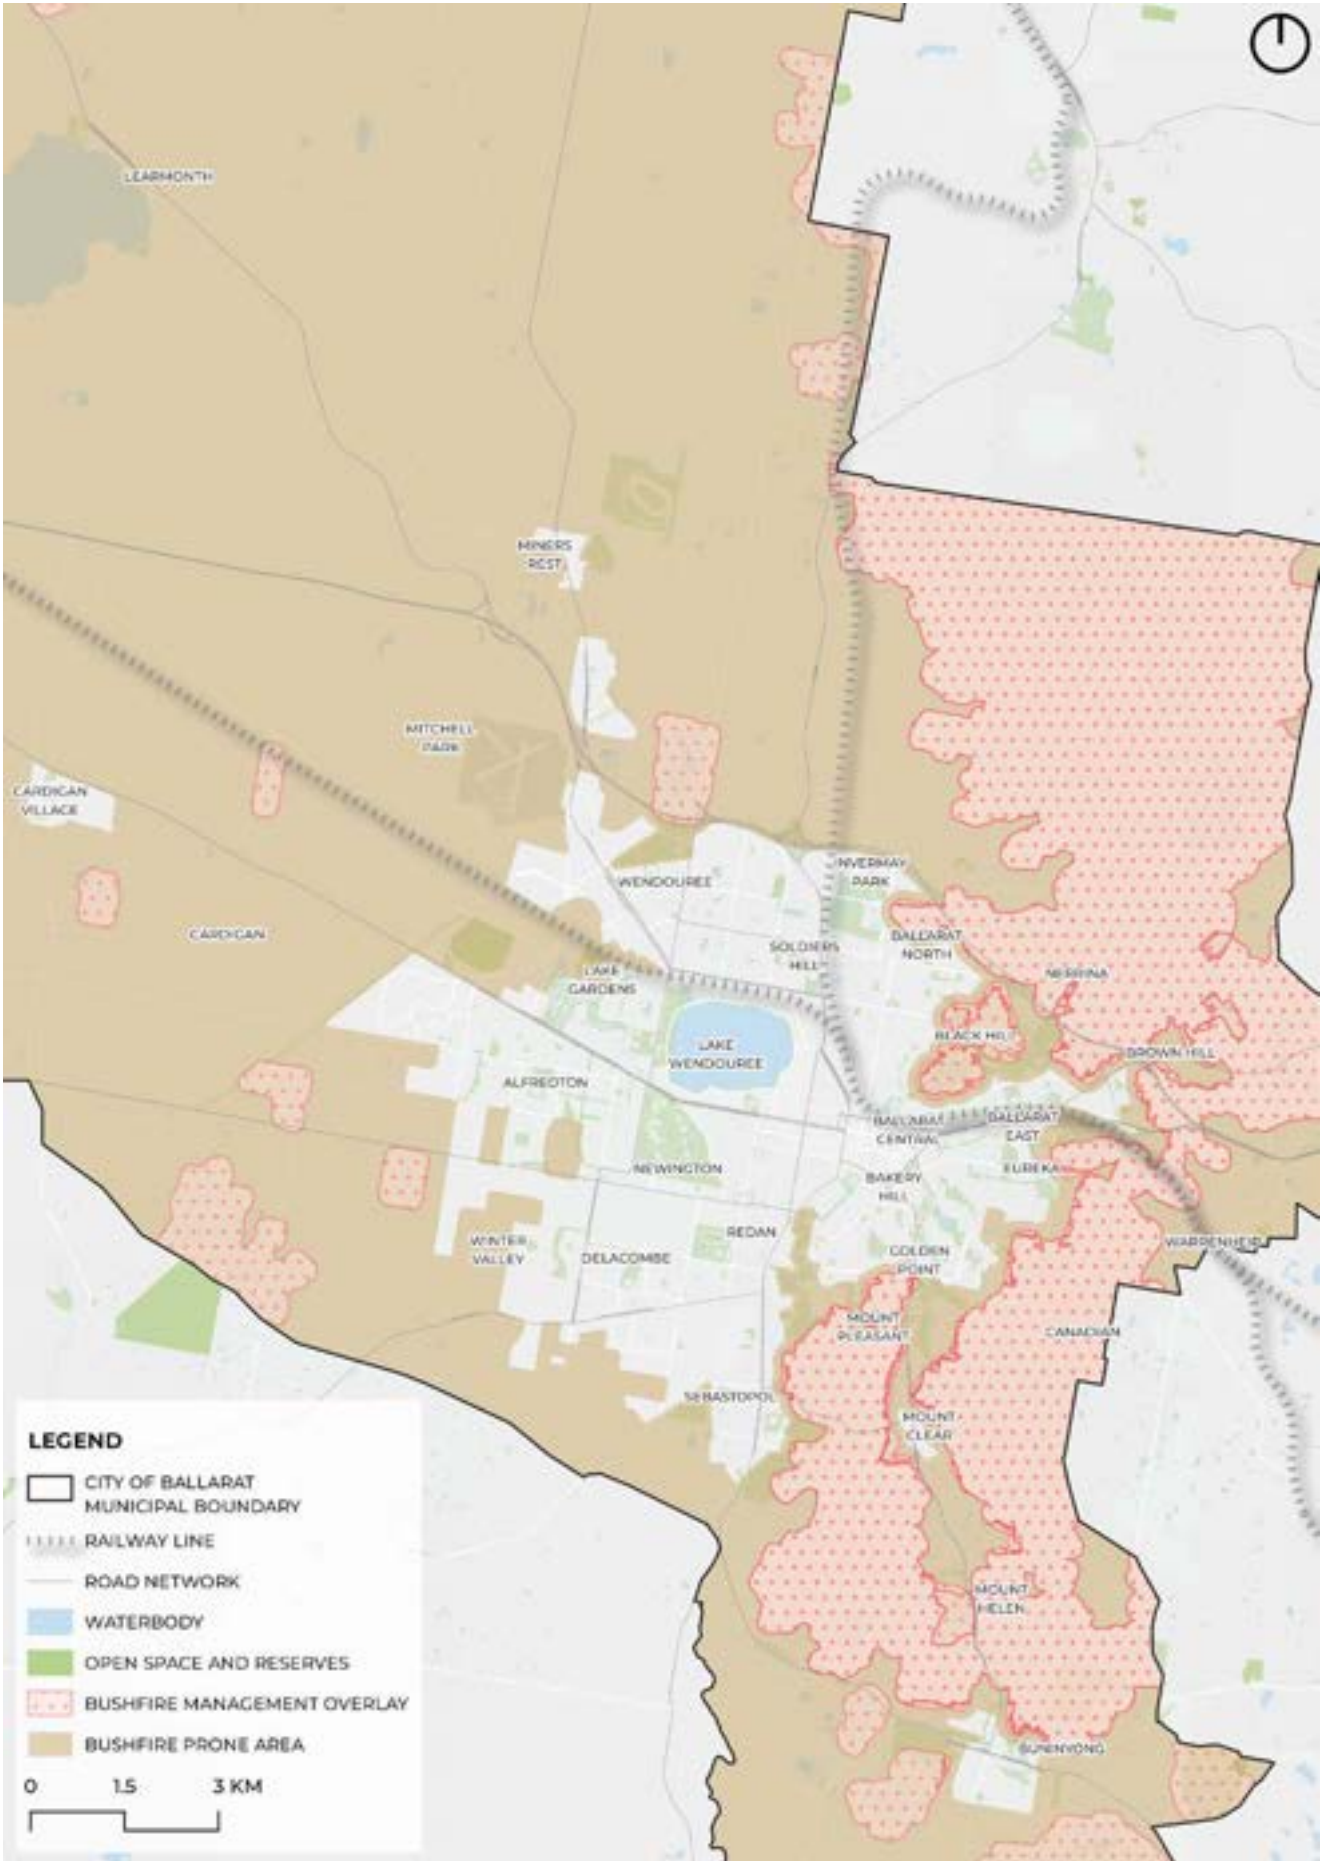 LEARMONTH
MINERS
REST
MITCHELL
PARK
CARDIGAN
VILLAGE
INVERMAY
PARK
WENDOUREE
CARDIGAN
SOLDIERS
HILL
BALLARAT
NORTH
LAKE
GARDENS
NERRINA
BLACK HILL
LAKE
WENDOUREE
BROWN HILL
ALFREDTON
BALLARAT
CENTRAL
BALLARAT
EAST
NEWINGTON
EUREKA
BAKERY
HILL
REDAN
WINTER
VALLEY
DELACOMBE
GOLDEN
POINT
WARRENHEIP
MOUNT
PLEASANT
CANADIAN
SEBASTOPOL
MOUNT
CLEAR
MOUNT
HELEN
BUNINYONG
LEGEND
CITY OF BALLARAT
MUNICIPAL BOUNDARY
RAILWAY LINE
ROAD NETWORK
WATERBODY
OPEN SPACE AND RESERVES
BUSHFIRE MANAGEMENT OVERLAY
BUSHFIRE PRONE AREA
0 1.5 3 KM